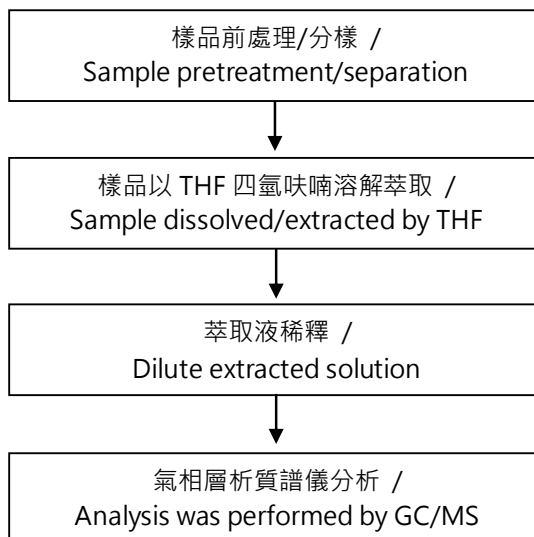 樣品前處理/分樣 /
Sample pretreatment/separation
樣品以 THF 四氫呋喃溶解萃取 /
Sample dissolved/extracted by THF
萃取液稀釋 /
Dilute extracted solution
氣相層析質譜儀分析 /
Analysis was performed by GC/MS